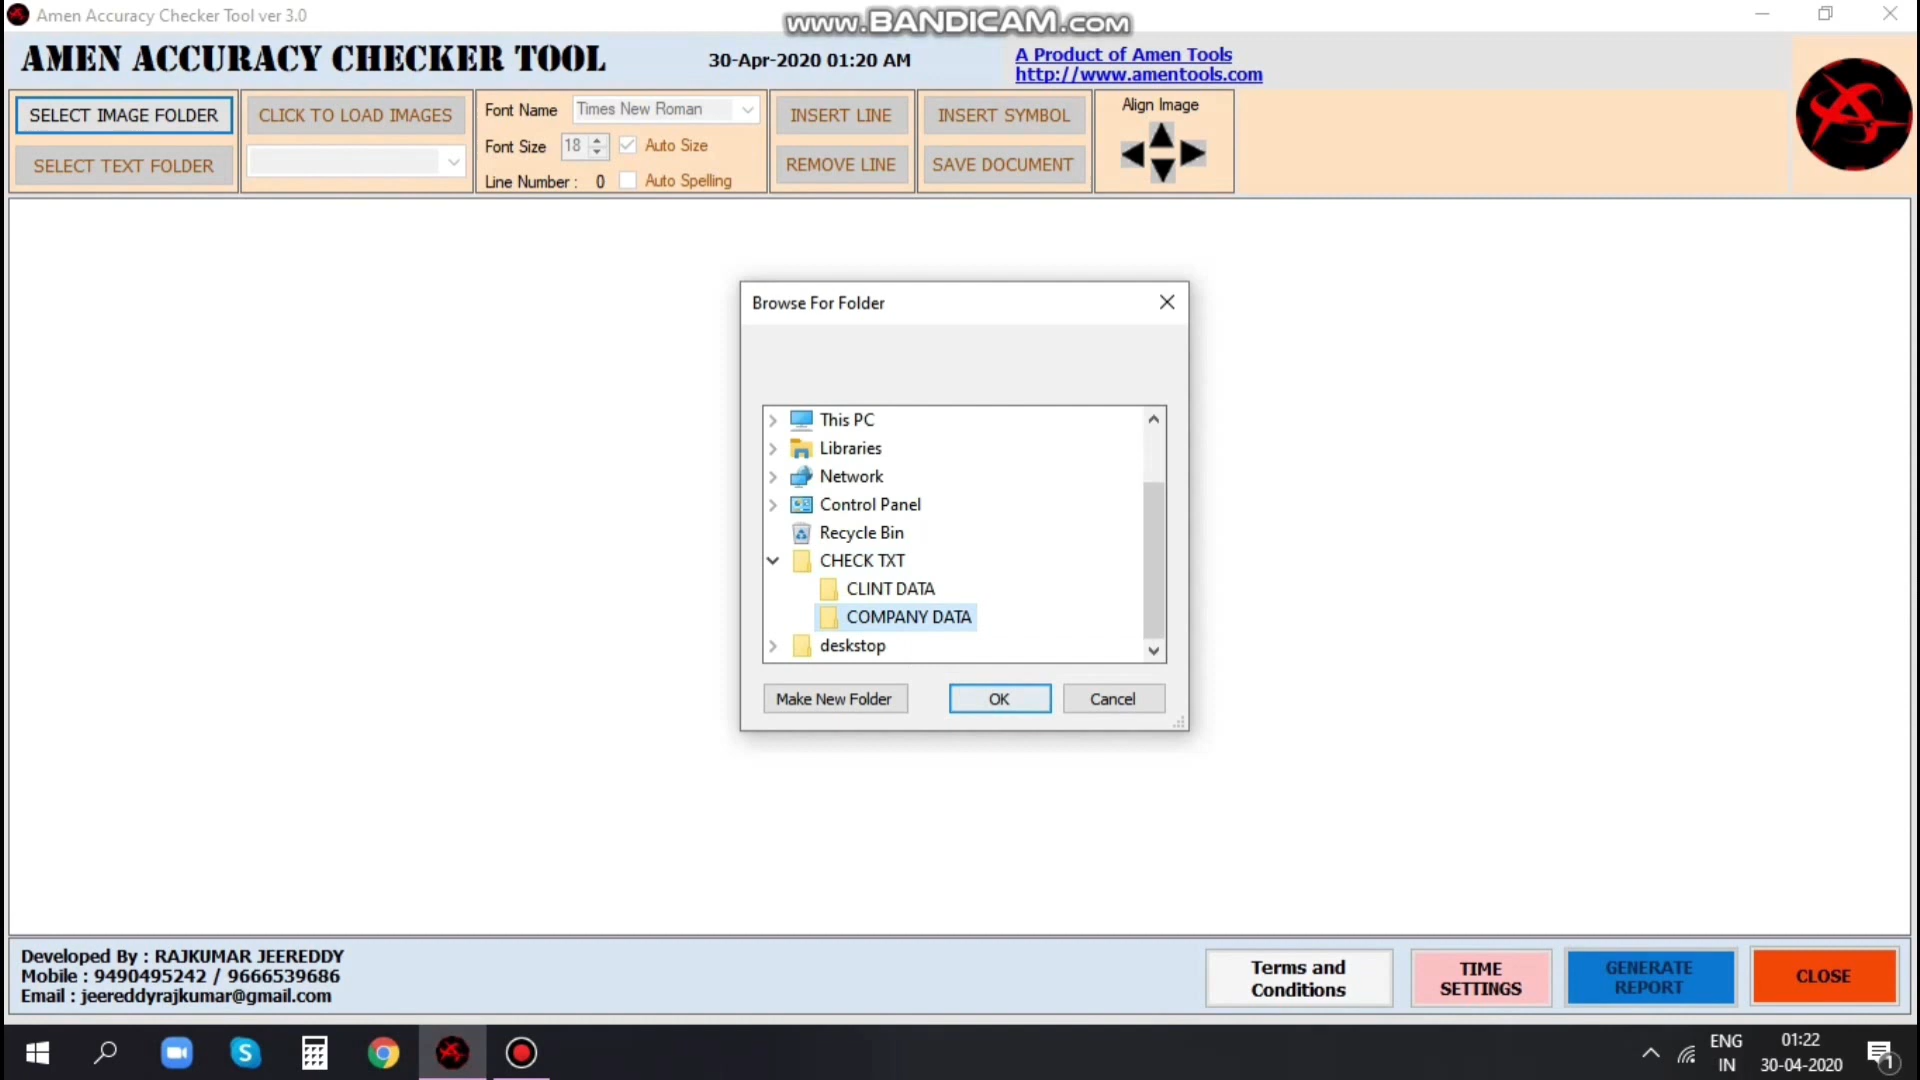 Amen Accuracy Checker Tool ver 3.0
www.BANDICAM.com
AMEN ACCURACY CHECKER TOOL
30-Apr-2020 01:20 AM
A Product of Amen Tools
http://www.amentools.com
SELECT IMAGE FOLDER
SELECT TEXT FOLDER
CLICK TO LOAD IMAGES
Font Name Times New Roman
Font Size 18 Auto Size
Line Number : 0 Auto Spelling
INSERT LINE
REMOVE LINE
INSERT SYMBOL
SAVE DOCUMENT
Align Image
Browse For Folder
This PC
Libraries
Network
Control Panel
Recycle Bin
CHECK TXT
CLINT DATA
COMPANY DATA
deskstop
Make New Folder OK Cancel
Developed By : RAJKUMAR JEEREDDY
Mobile : 9490495242 / 9666539686
Email : jeereddyrajkumar@gmail.com
Terms and
Conditions
TIME
SETTINGS
GENERATE
REPORT
CLOSE
ENG
IN
01:22
30-04-2020
1